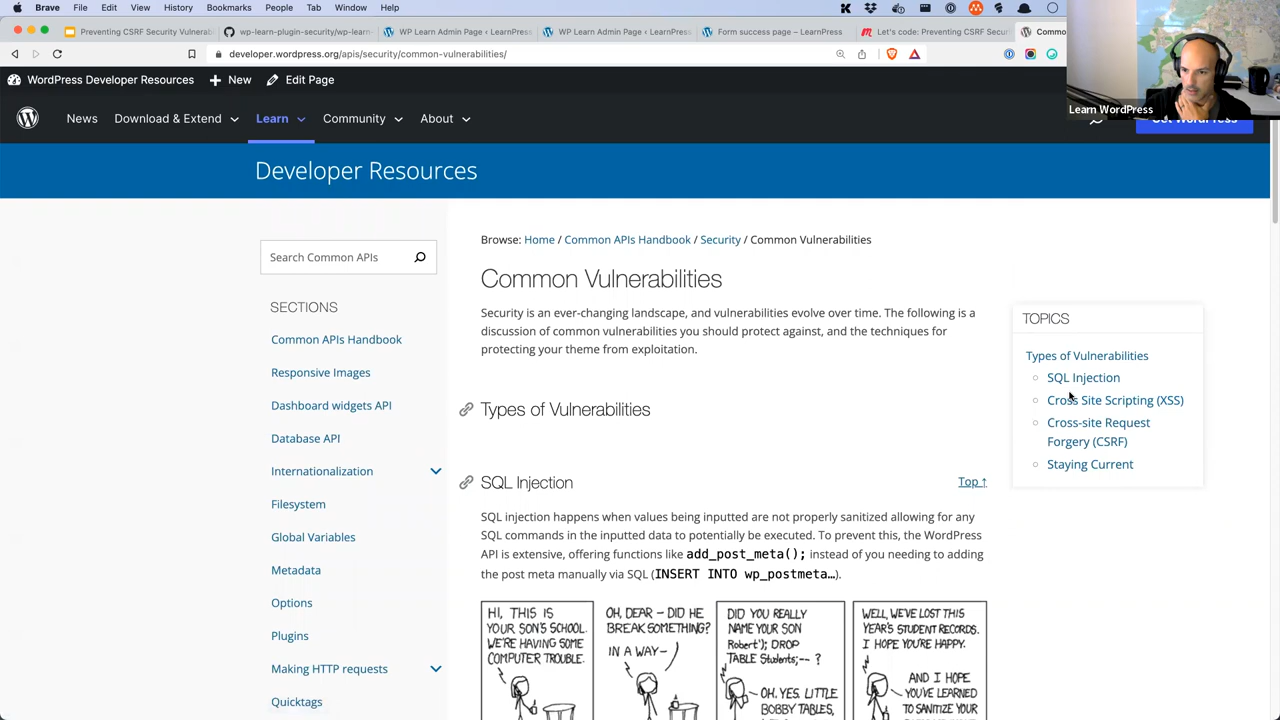 Brave File Edit View History Bookmarks People Tab Window Help
Preventing CSRF Security Vulnerab
wp-learn-plugin-security/wp-learn-
WP Learn Admin Page ‹ LearnPress
WP Learn Admin Page ‹ LearnPress
Form success page – LearnPress
Let's code: Preventing CSRF Secur
Commo
developer.wordpress.org/apis/security/common-vulnerabilities/
WordPress Developer Resources New Edit Page
Learn WordPress
News Download & Extend Learn Community About
Get WordPress
Developer Resources
Search Common APIs
SECTIONS
Common APIs Handbook
Responsive Images
Dashboard widgets API
Database API
Internationalization
Filesystem
Global Variables
Metadata
Options
Plugins
Making HTTP requests
Quicktags
Browse: Home / Common APIs Handbook / Security / Common Vulnerabilities
Common Vulnerabilities
Security is an ever-changing landscape, and vulnerabilities evolve over time. The following is a
discussion of common vulnerabilities you should protect against, and the techniques for
protecting your theme from exploitation.
Types of Vulnerabilities
SQL Injection
Top ↑
SQL injection happens when values being inputted are not properly sanitized allowing for any
SQL commands in the inputted data to potentially be executed. To prevent this, the WordPress
API is extensive, offering functions like add_post_meta(); instead of you needing to adding
the post meta manually via SQL (INSERT INTO wp_postmeta…).
HI, THIS IS
YOUR SON'S SCHOOL.
WE'RE HAVING SOME
COMPUTER TROUBLE.
OH, DEAR – DID HE
BREAK SOMETHING?
IN A WAY–
DID YOU REALLY
NAME YOUR SON
Robert'); DROP
TABLE Students;-- ?
OH, YES. LITTLE
BOBBY TABLES,
WELL, WE'VE LOST THIS
YEAR'S STUDENT RECORDS.
I HOPE YOU'RE HAPPY.
AND I HOPE
YOU'VE LEARNED
TO SANITIZE YOUR
TOPICS
Types of Vulnerabilities
SQL Injection
Cross Site Scripting (XSS)
Cross-site Request
Forgery (CSRF)
Staying Current